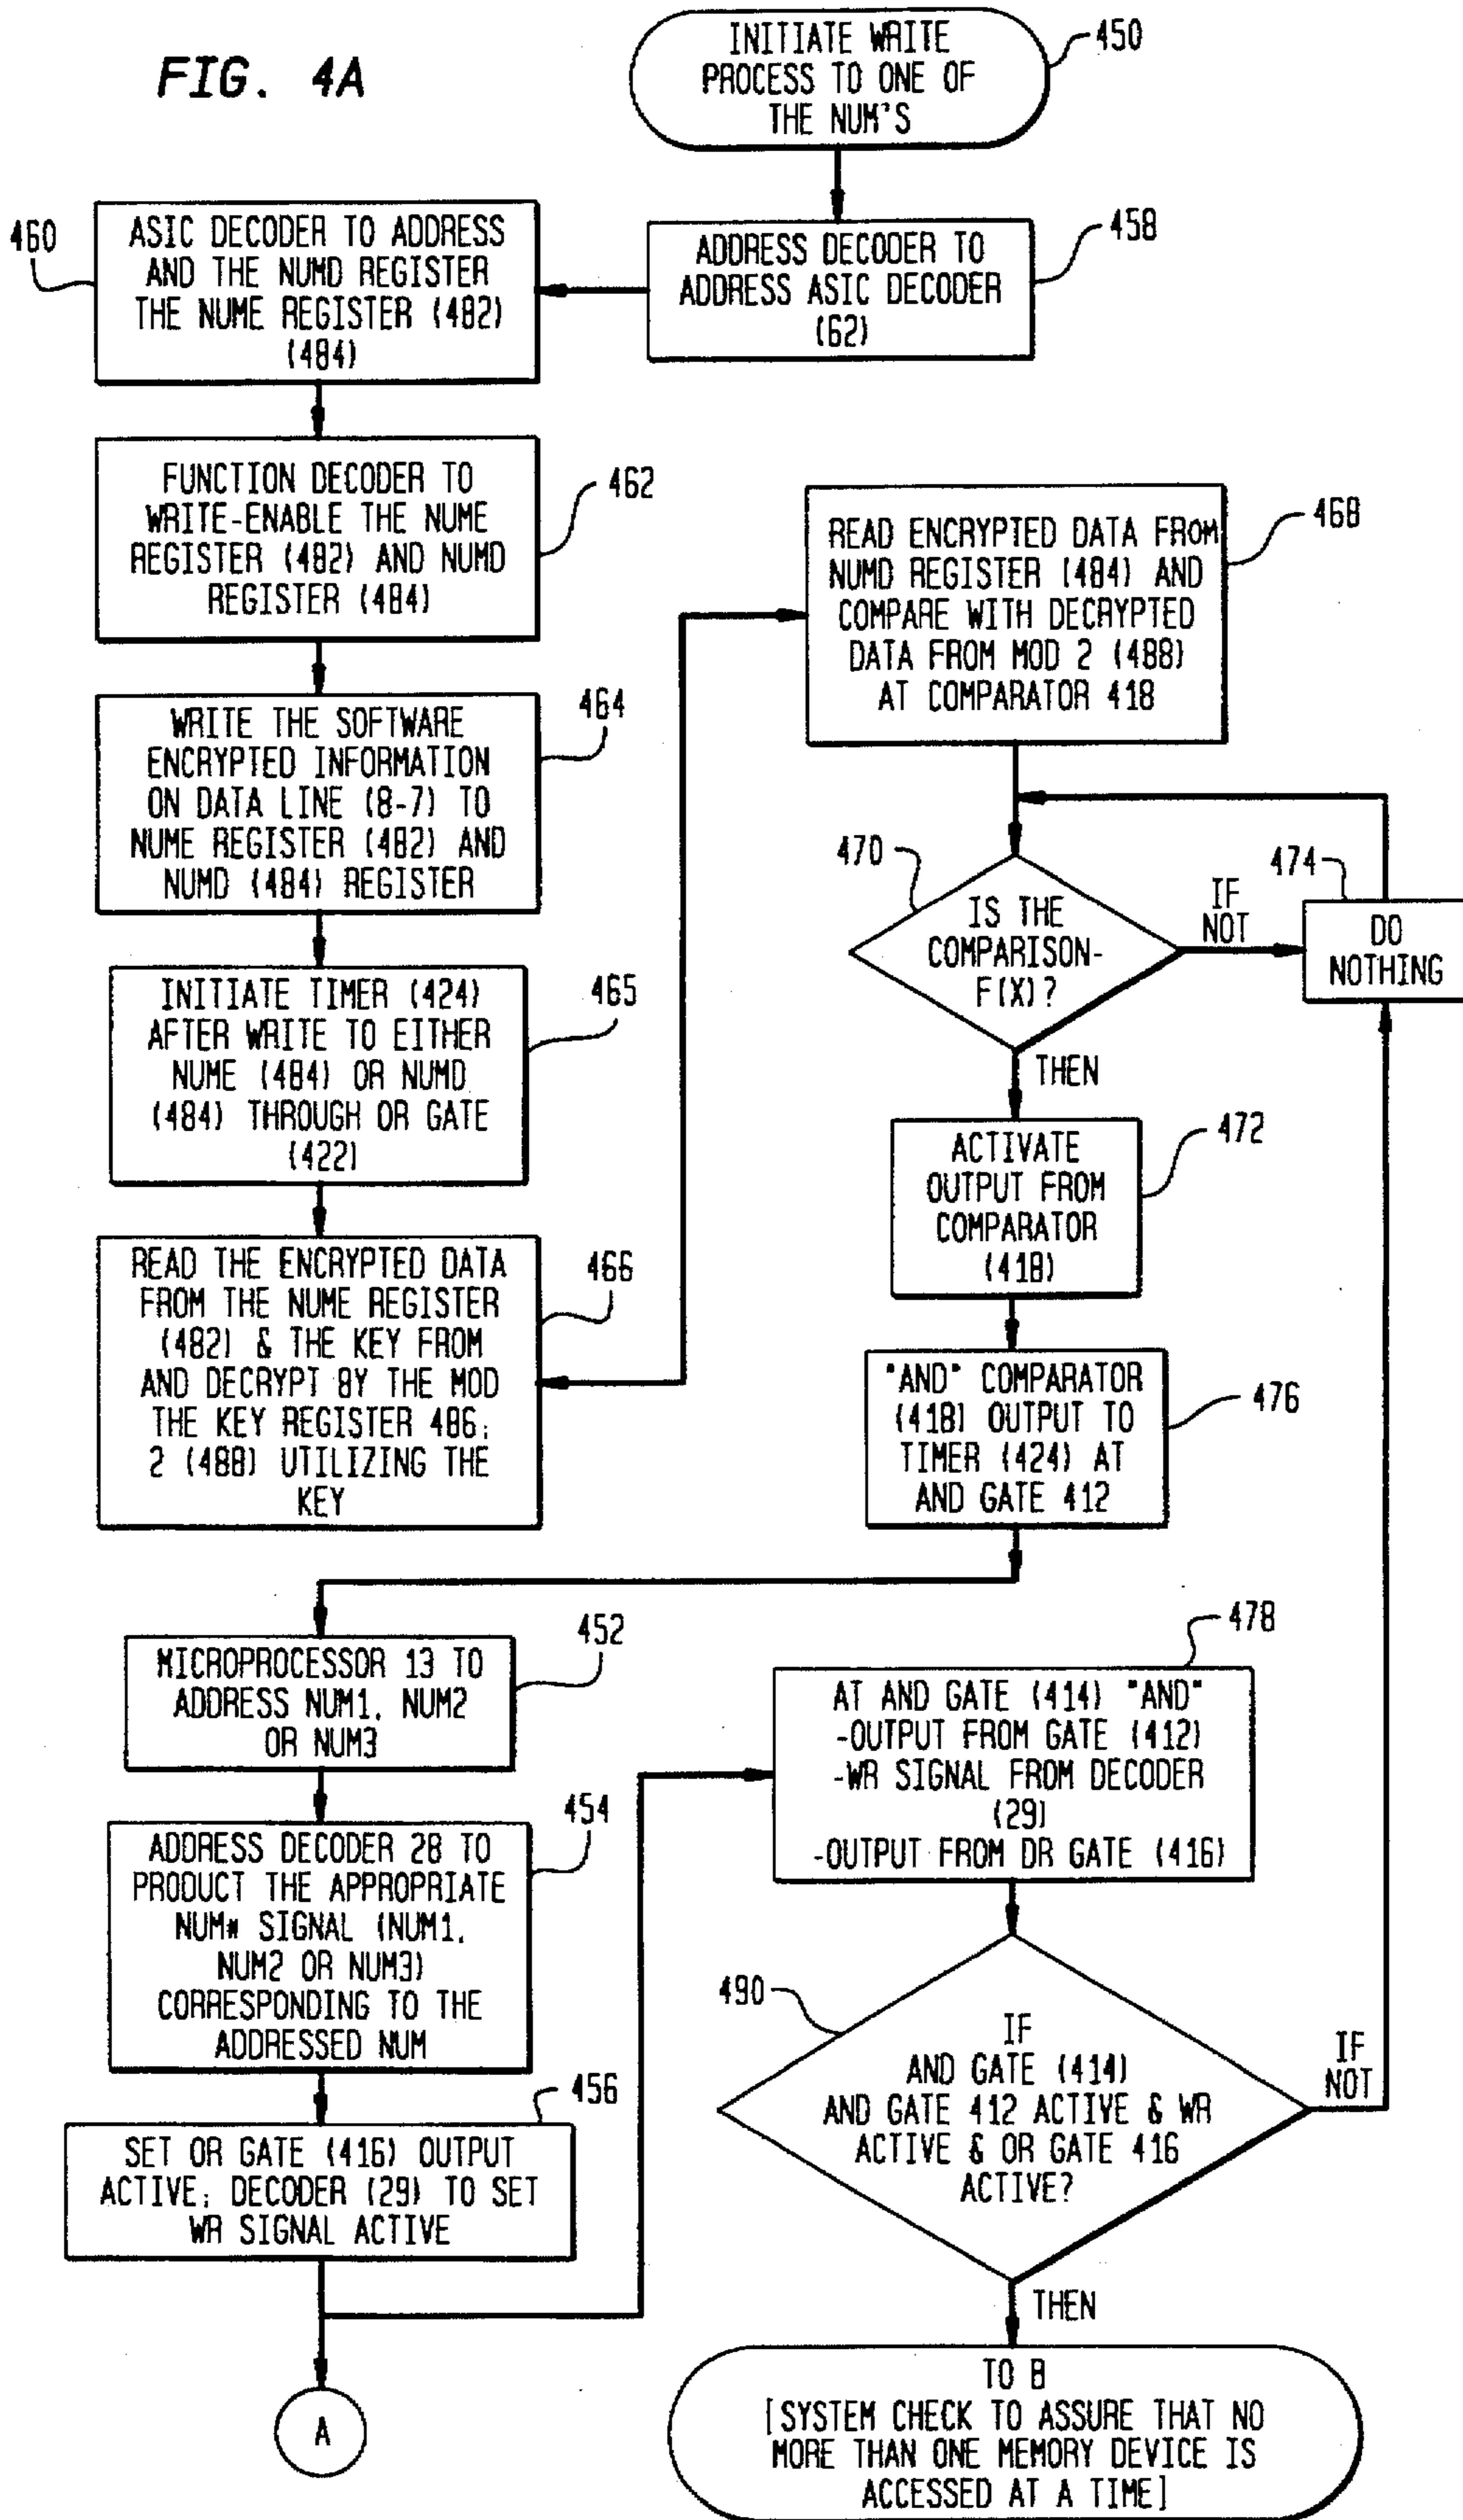 FIG. 4A
INITIATE WRITE
PROCESS TO ONE OF
THE NUM'S
450
ADDRESS DECODER TO
ADDRESS ASIC DECODER
(62)
458
460
ASIC DECODER TO ADDRESS
AND THE NUMD REGISTER
THE NUME REGISTER (482)
(484)
FUNCTION DECODER TO
WRITE-ENABLE THE NUME
REGISTER (482) AND NUMD
REGISTER (484)
462
WRITE THE SOFTWARE
ENCRYPTED INFORMATION
ON DATA LINE (8-7) TO
NUME REGISTER (482) AND
NUMD (484) REGISTER
464
INITIATE TIMER (424)
AFTER WRITE TO EITHER
NUME (484) OR NUMD
(484) THROUGH OR GATE
(422)
465
READ THE ENCRYPTED DATA
FROM THE NUME REGISTER
(482) & THE KEY FROM
AND DECRYPT BY THE MOD
THE KEY REGISTER 486;
2 (488) UTILIZING THE
KEY
466
READ ENCRYPTED DATA FROM
NUMD REGISTER (484) AND
COMPARE WITH DECRYPTED
DATA FROM MOD 2 (488)
AT COMPARATOR 418
468
470
IS THE
COMPARISON-
F(X)?
IF
NOT
474
DO
NOTHING
THEN
ACTIVATE
OUTPUT FROM
COMPARATOR
(418)
472
"AND" COMPARATOR
(418) OUTPUT TO
TIMER (424) AT
AND GATE 412
476
MICROPROCESSOR 13 TO
ADDRESS NUM1, NUM2
OR NUM3
452
ADDRESS DECODER 28 TO
PRODUCT THE APPROPRIATE
NUM# SIGNAL (NUM1,
NUM2 OR NUM3)
CORRESPONDING TO THE
ADDRESSED NUM
454
SET OR GATE (416) OUTPUT
ACTIVE; DECODER (29) TO SET
WR SIGNAL ACTIVE
456
A
AT AND GATE (414) "AND"
-OUTPUT FROM GATE (412)
-WR SIGNAL FROM DECODER
(29)
-OUTPUT FROM OR GATE (416)
478
490
IF
AND GATE (414)
AND GATE 412 ACTIVE & WR
ACTIVE & OR GATE 416
ACTIVE?
IF
NOT
THEN
TO B
[SYSTEM CHECK TO ASSURE THAT NO
MORE THAN ONE MEMORY DEVICE IS
ACCESSED AT A TIME]